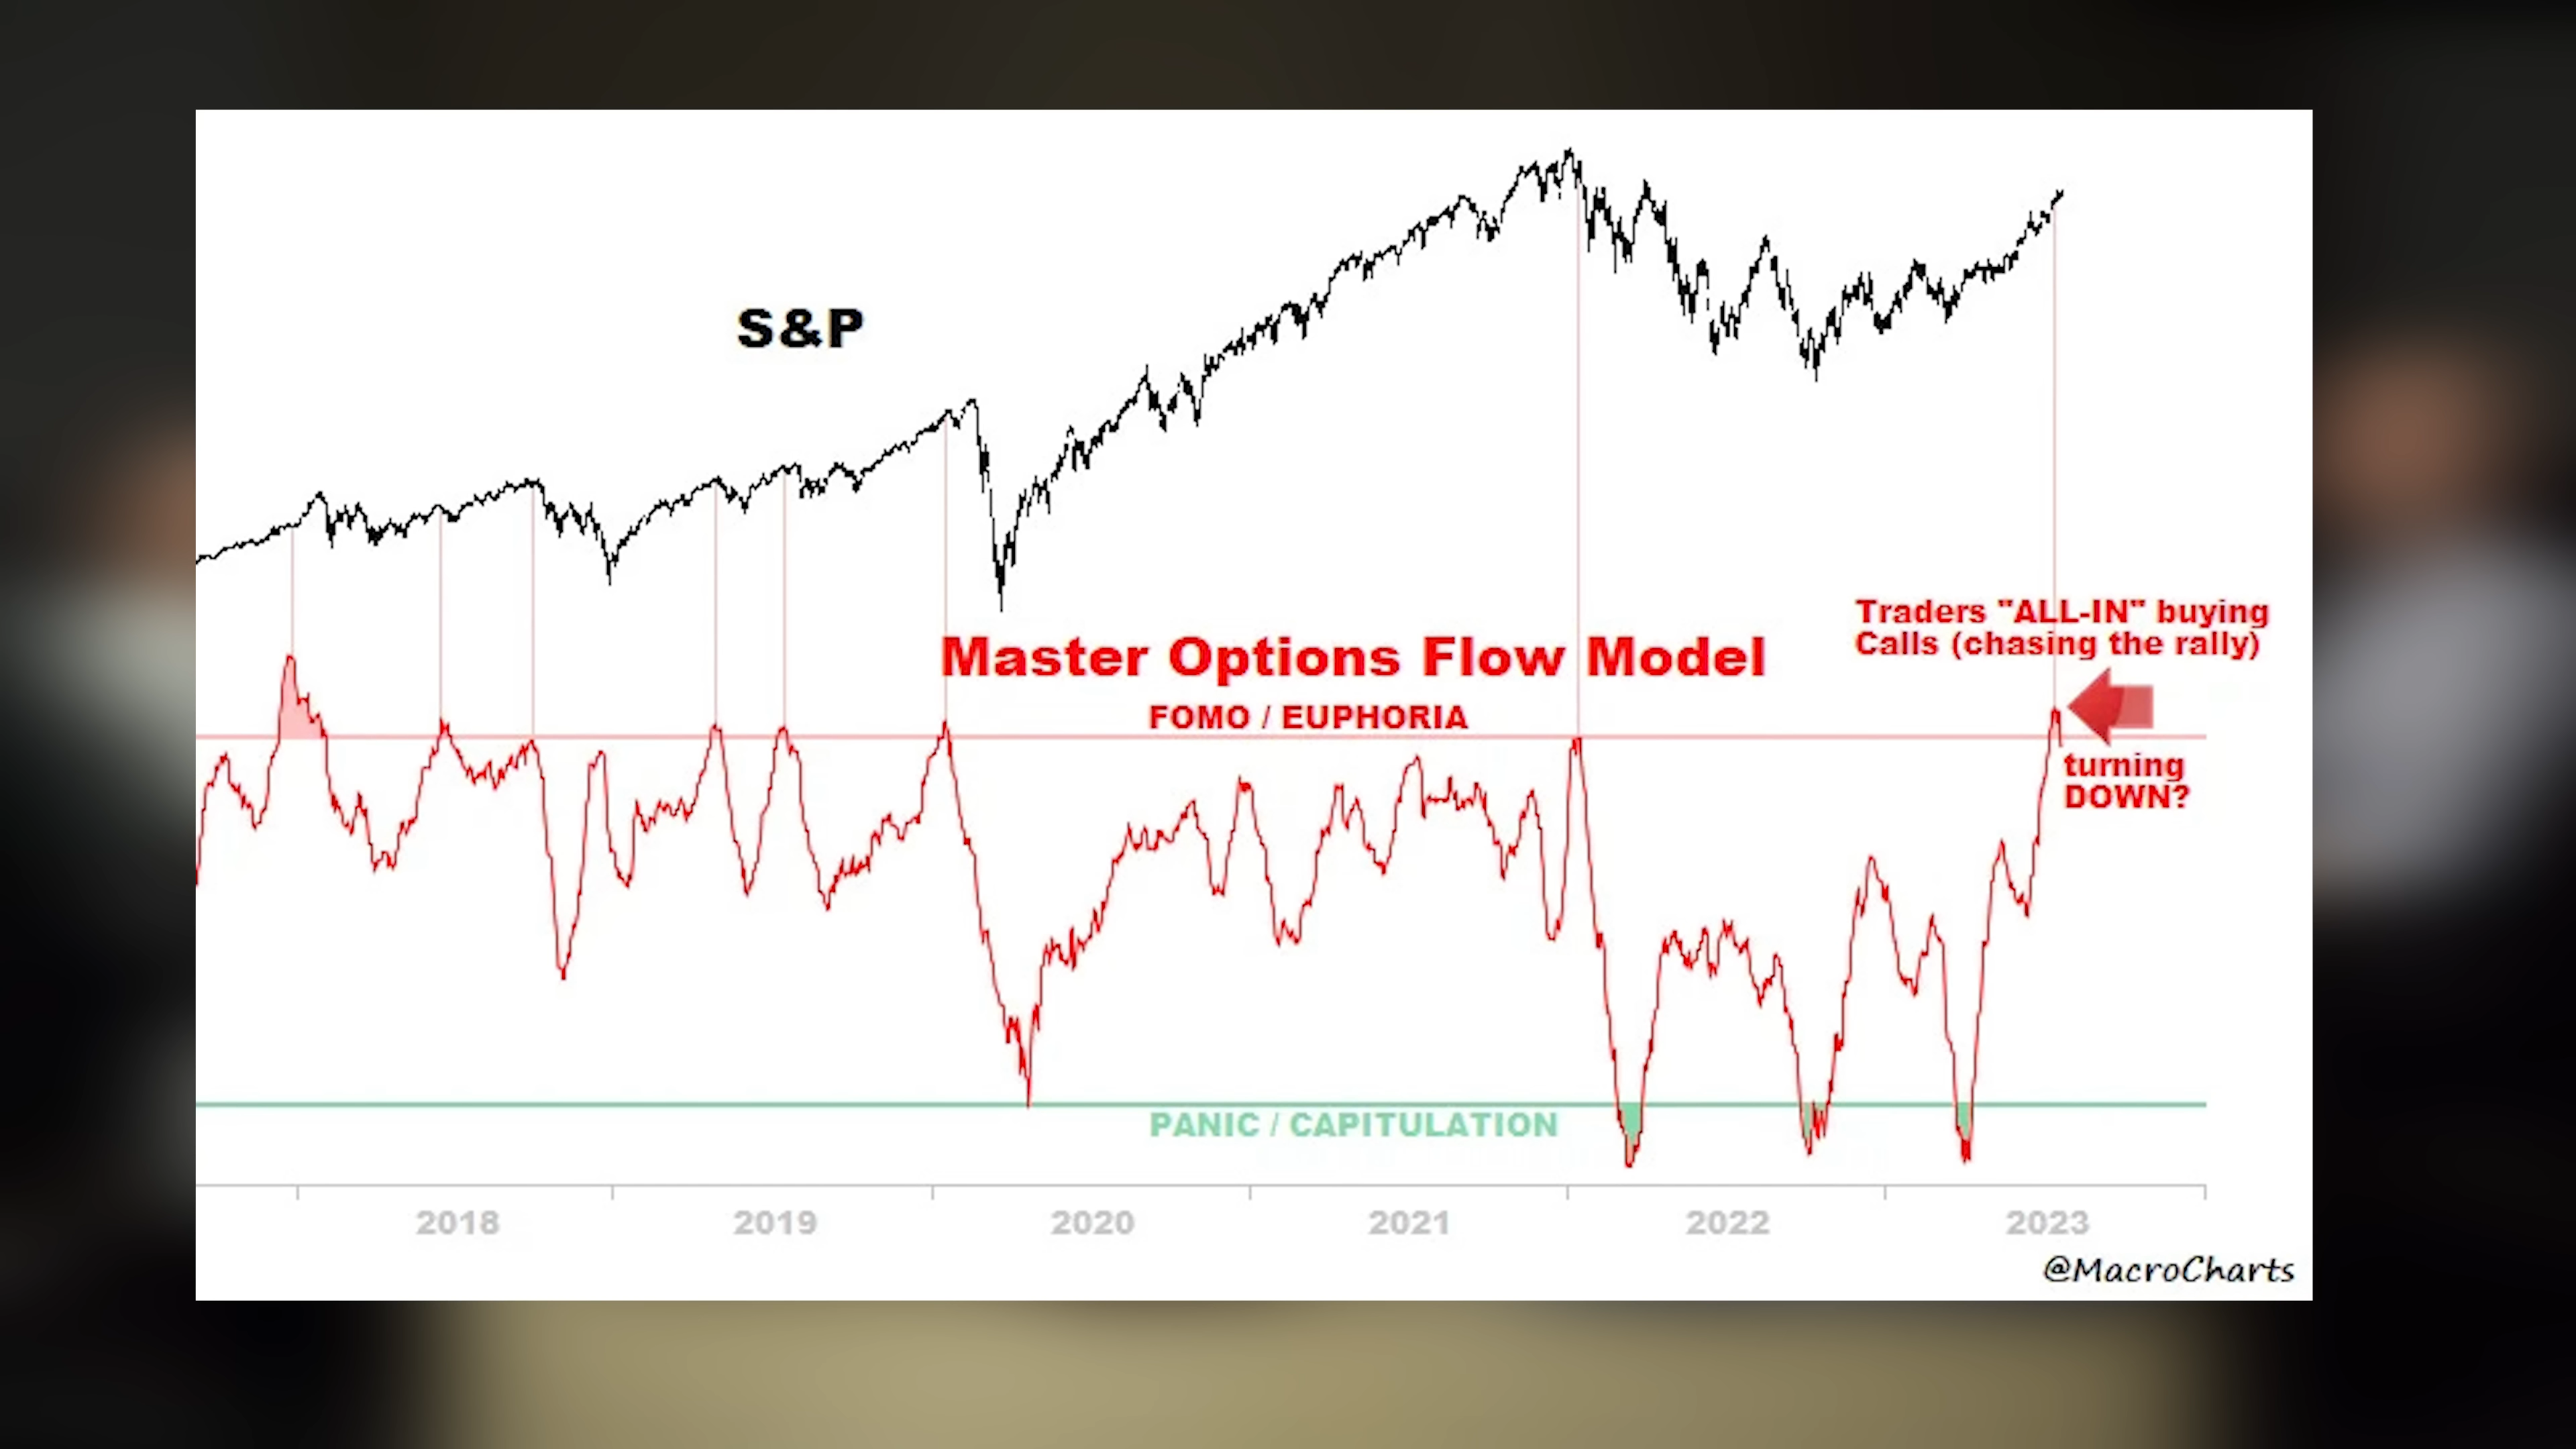 S&P
Master Options Flow Model
FOMO / EUPHORIA
Traders "ALL-IN" buying
Calls (chasing the rally)
turning
DOWN?
PANIC / CAPITULATION
2018
2019
2020
2021
2022
2023
@MacroCharts